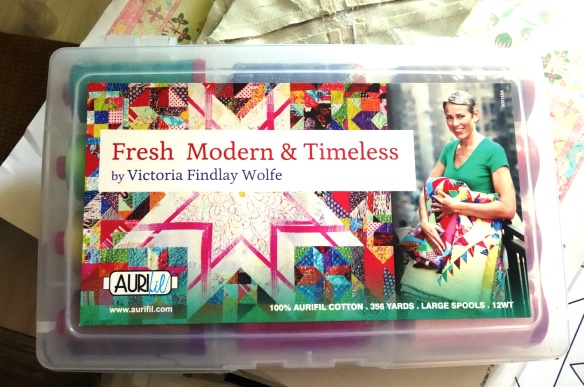 Fresh Modern & Timeless
by Victoria Findlay Wolfe
AURIfil
www.aurifil.com
100% AURIFIL COTTON . 356 YARDS . LARGE SPOOLS . 12WT